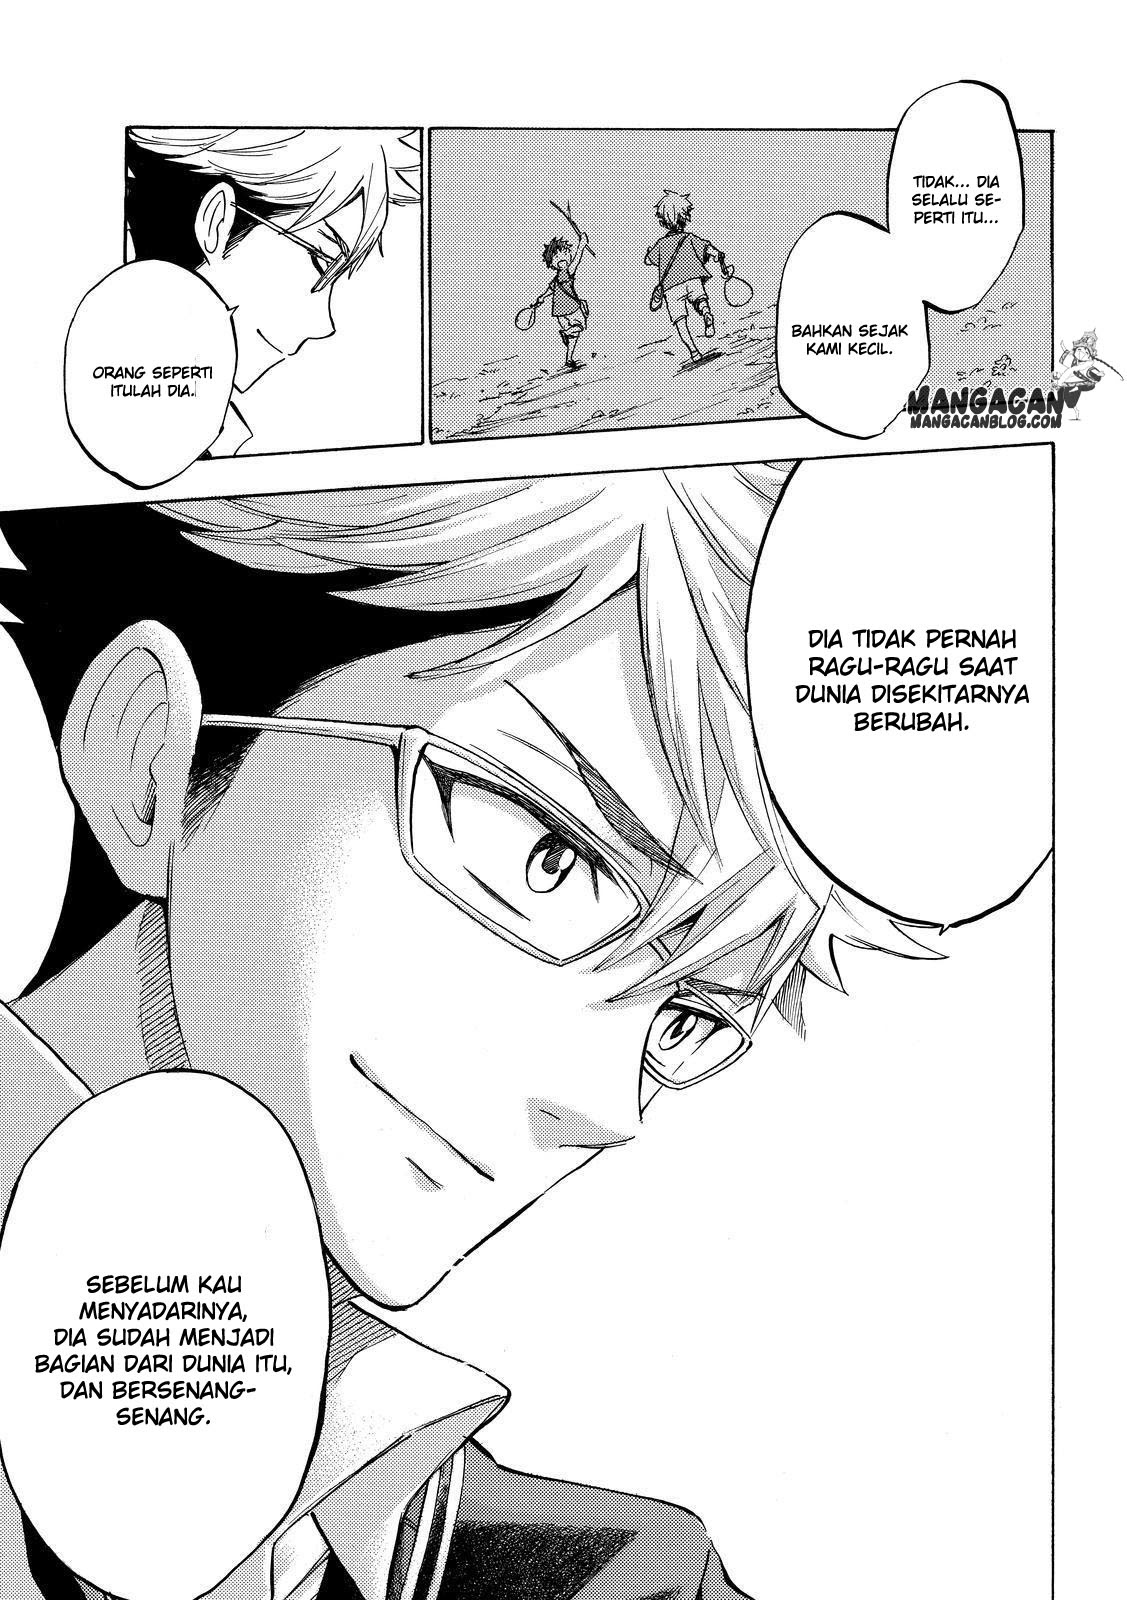 TIDAK... DIA
SELALU SE-
PERTI ITU...
BAHKAN SEJAK
KAMI KECIL.
MANGACAN
MANGACANBLOG.COM
ORANG SEPERTI
ITULAH DIA.
DIA TIDAK PERNAH
RAGU-RAGU SAAT
DUNIA DISEKITARNYA
BERUBAH.
SEBELUM KAU
MENYADARINYA,
DIA SUDAH MENJADI
BAGIAN DARI DUNIA ITU,
DAN BERSENANG-
SENANG.